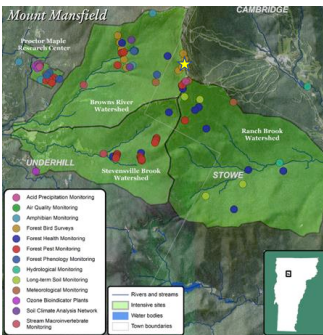 Mount Mansfield
CAMBRIDGE
Proctor Maple
Research Center
Browns River
Watershed
Ranch Brook
Watershed
UNDERHILL
Stevensville Brook
Watershed
STOWE
Acid Precipitation Monitoring
Air Quality Monitoring
Amphibian Monitoring
Forest Bird Surveys
Forest Health Monitoring
Forest Pest Monitoring
Forest Phenology Monitoring
Hydrological Monitoring
Long-term Soil Monitoring
Meteorological Monitoring
Ozone Bioindicator Plants
Soil Climate Analysis Network
Stream Macroinvertebrate
Monitoring
Rivers and streams
Intensive sites
Water bodies
Town boundaries